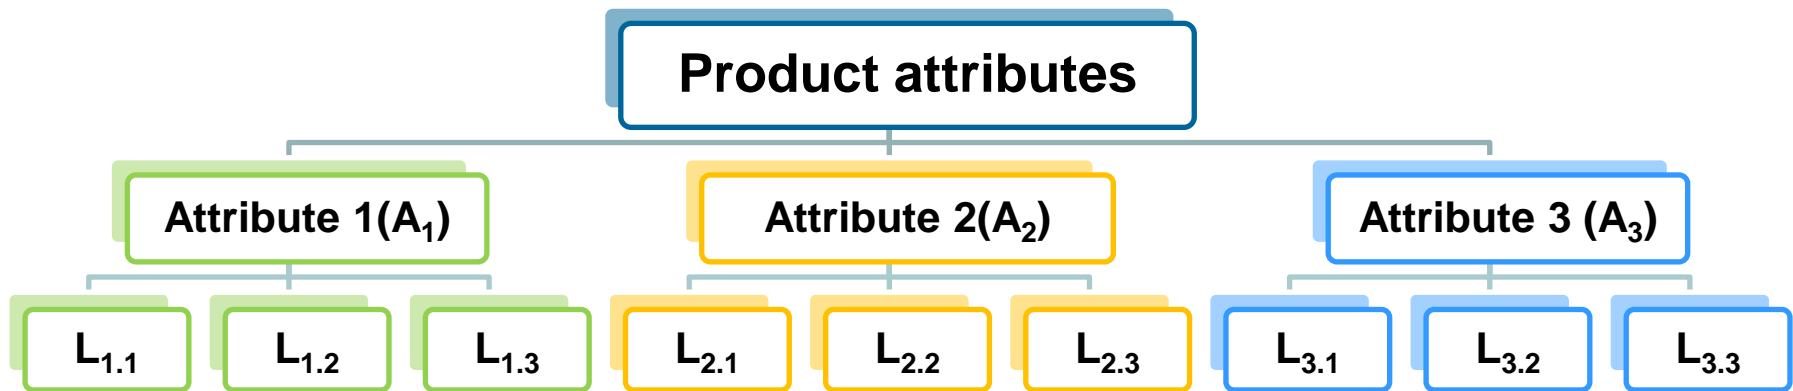 Product attributes
Attribute 1(A₁)
Attribute 2(A₂)
Attribute 3 (A₃)
L₁.₁
L₁.₂
L₁.₃
L₂.₁
L₂.₂
L₂.₃
L₃.₁
L₃.₂
L₃.₃